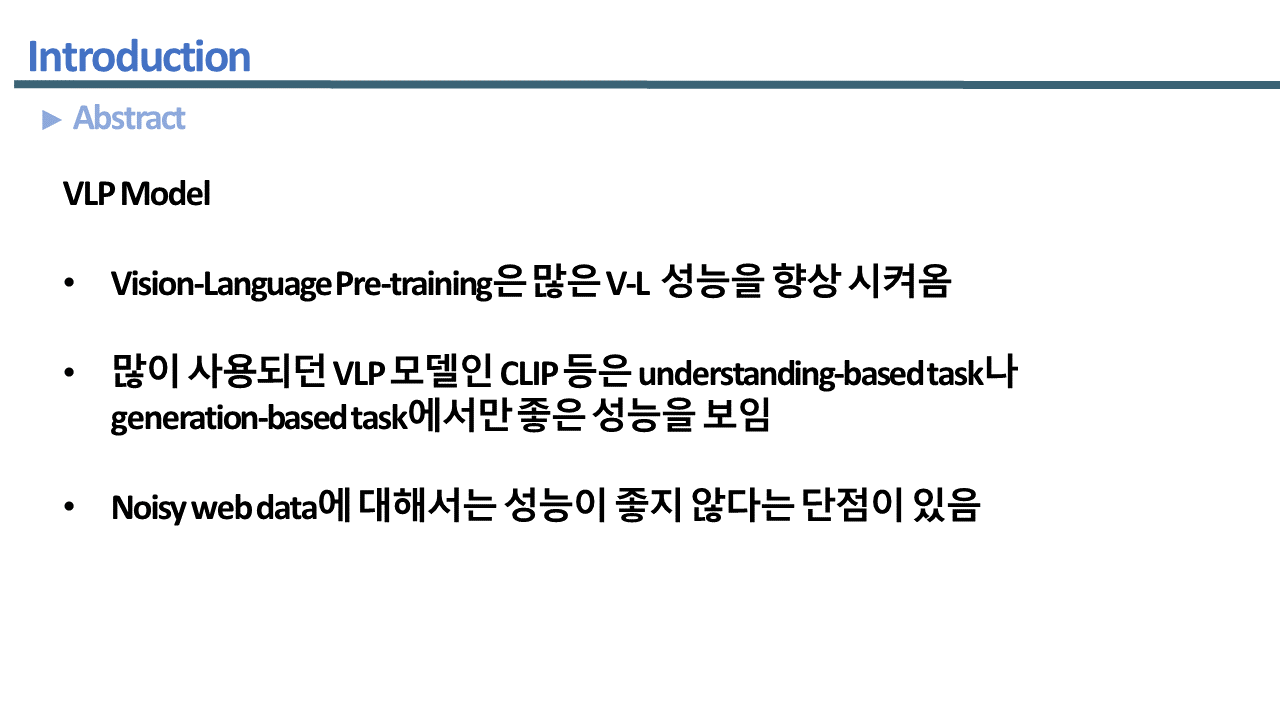 Introduction
► Abstract
VLP Model
• Vision-Language Pre-training은 많은 V-L 성능을 향상 시켜옴
• 많이 사용되던 VLP 모델인 CLIP 등은 understanding-based task나
generation-based task에서만 좋은 성능을 보임
• Noisy web data에 대해서는 성능이 좋지 않다는 단점이 있음